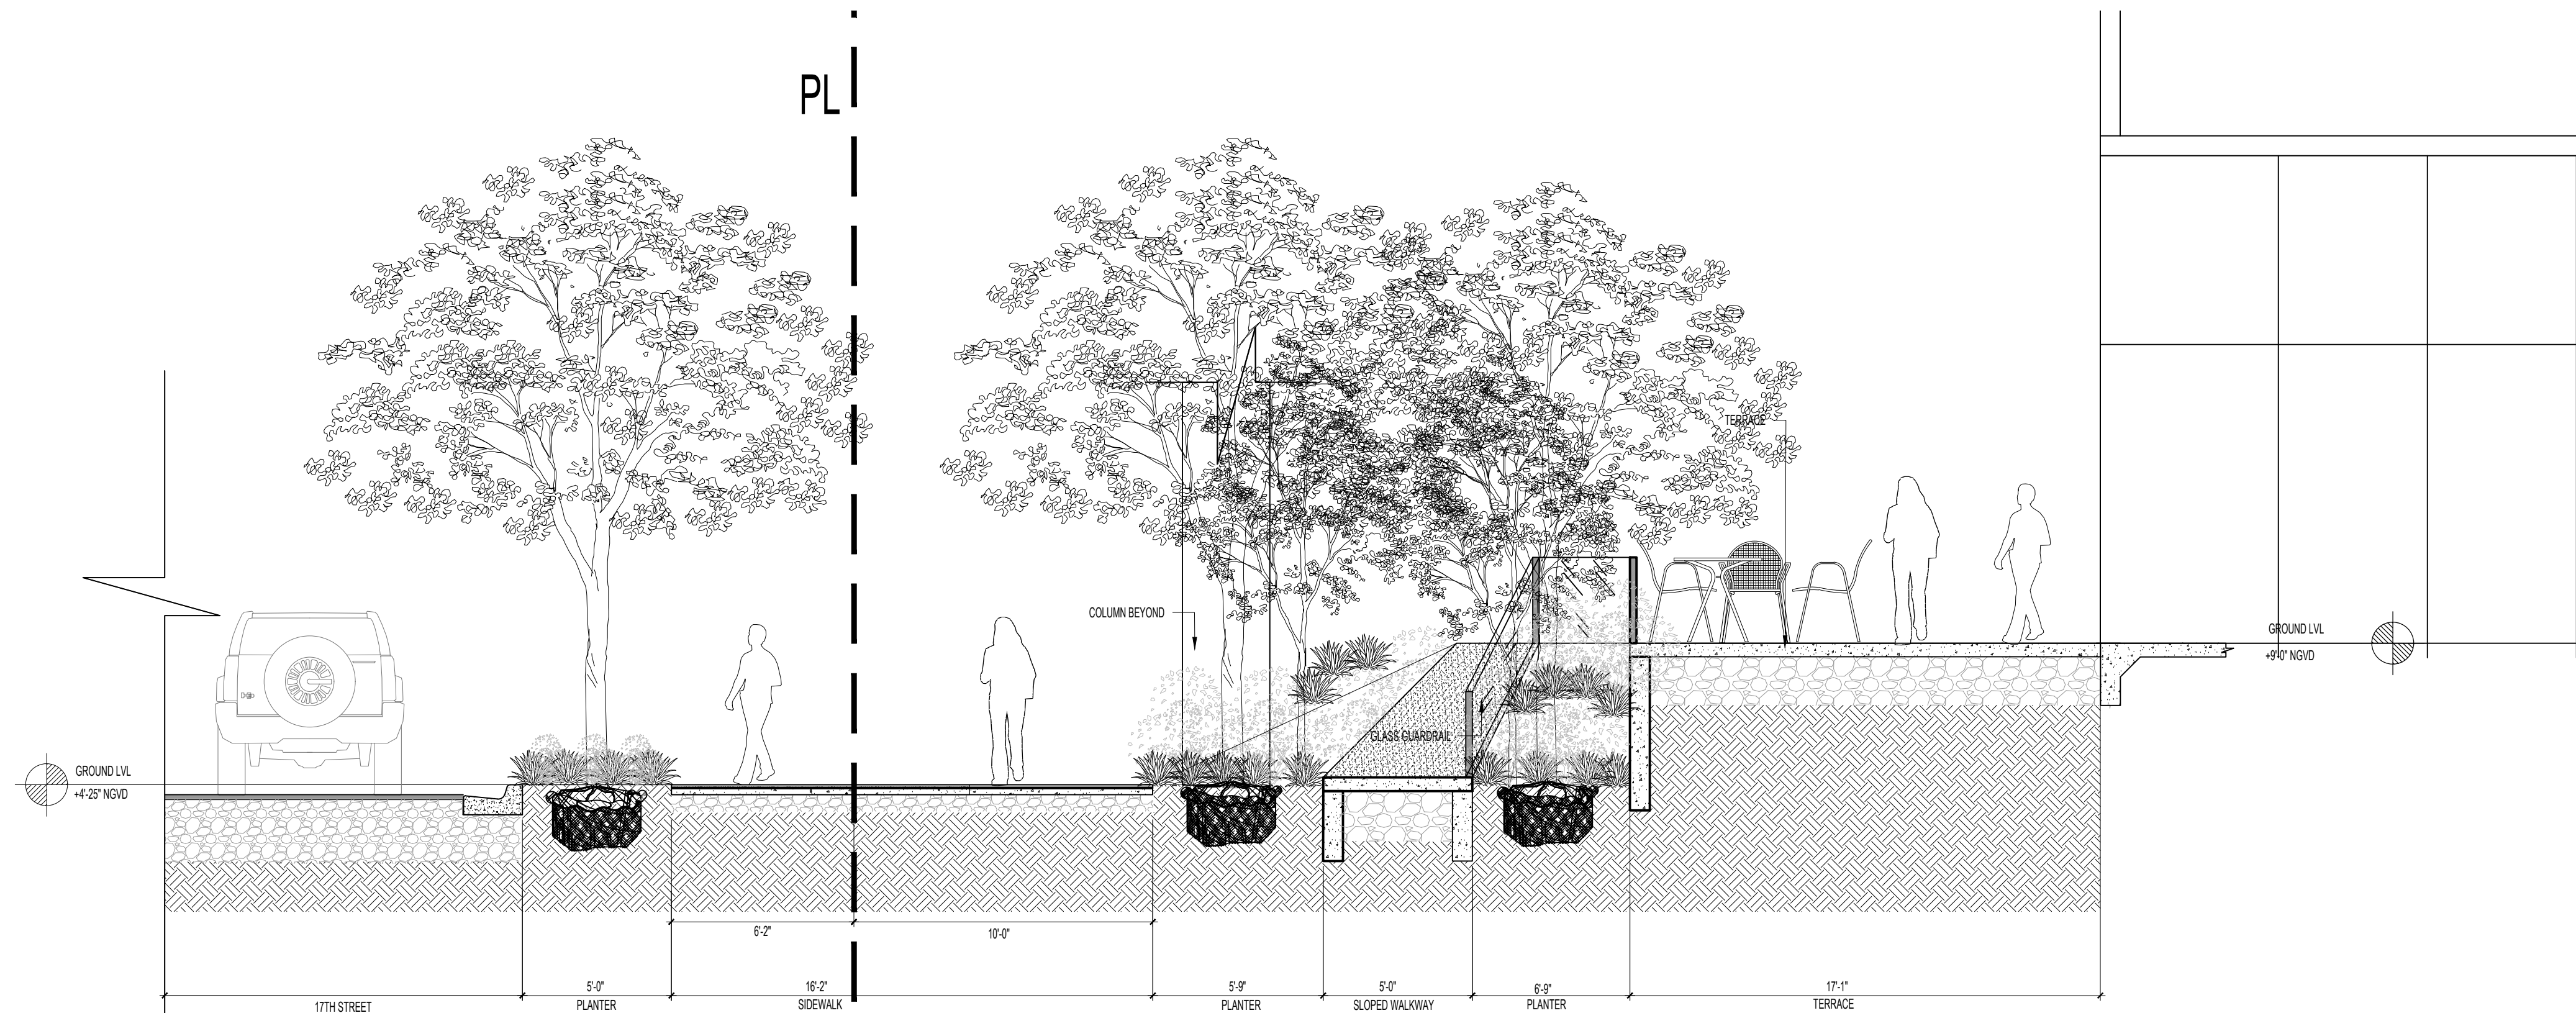 PL
TERRACE
COLUMN BEYOND
GROUND LVL
+9'-0" NGVD
GLASS GUARDRAIL
GROUND LVL
+4'-25" NGVD
6'-2"
10'-0"
5'-0"
16'-2"
5'-9"
5'-0"
6'-9"
17'-1"
17TH STREET
PLANTER
SIDEWALK
PLANTER
SLOPED WALKWAY
PLANTER
TERRACE